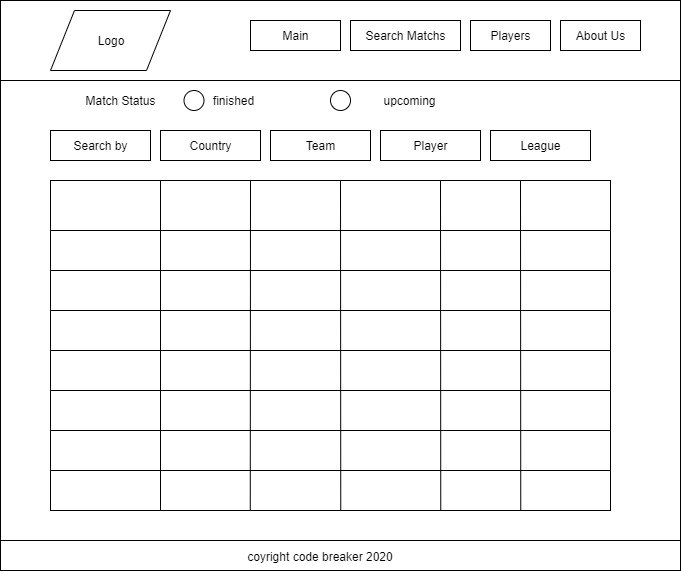 Logo
Main
Search Matchs
Players
About Us
Match Status
finished
upcoming
Search by
Country
Team
Player
League
coyright code breaker 2020